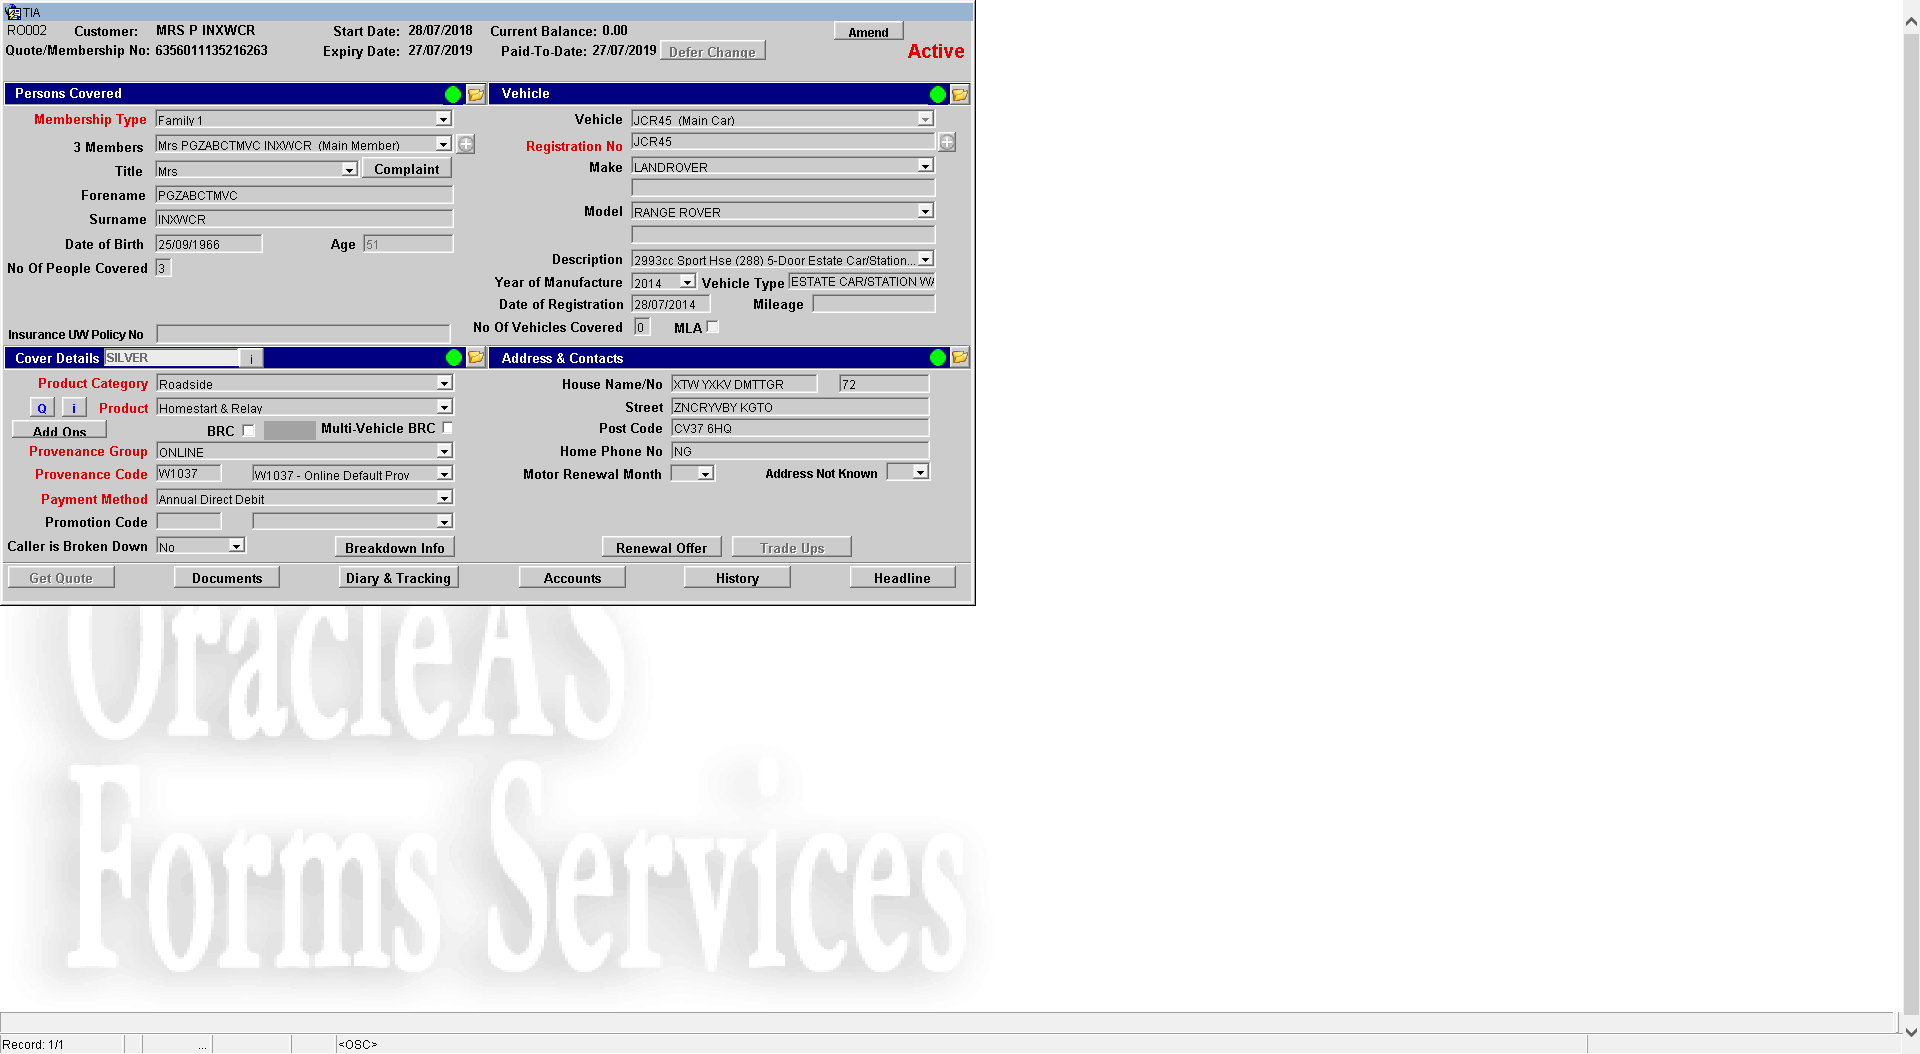 TIA
RO002 Customer: MRS P INXWCR Start Date: 28/07/2018 Current Balance: 0.00 Amend
Quote/Membership No: 6356011135216263 Expiry Date: 27/07/2019 Paid-To-Date: 27/07/2019 Defer Change Active
Persons Covered
Membership Type Family 1
3 Members Mrs PGZABCTMVC INXWCR (Main Member)
Title Mrs Complaint
Forename PGZABCTMVC
Surname INXWCR
Date of Birth 25/09/1966 Age 51
No Of People Covered 3
Insurance UW Policy No
Vehicle
Vehicle JCR45 (Main Car)
Registration No JCR45
Make LANDROVER
Model RANGE ROVER
Description 2993cc Sport Hse (288) 5-Door Estate Car/Station...
Year of Manufacture 2014 Vehicle Type ESTATE CAR/STATION WA
Date of Registration 28/07/2014 Mileage
No Of Vehicles Covered 0 MLA
Cover Details SILVER i
Product Category Roadside
Q i Product Homestart & Relay
Add Ons BRC Multi-Vehicle BRC
Provenance Group ONLINE
Provenance Code W1037 W1037 - Online Default Prov
Payment Method Annual Direct Debit
Promotion Code
Caller is Broken Down No Breakdown Info
Address & Contacts
House Name/No XTW YXKV DMTTGR 72
Street ZNCRYVBY KGTO
Post Code CV37 6HQ
Home Phone No NG
Motor Renewal Month Address Not Known
Renewal Offer Trade Ups
Get Quote Documents Diary & Tracking Accounts History Headline
OracleAS
Forms Services
Record: 1/1 ... <OSC>